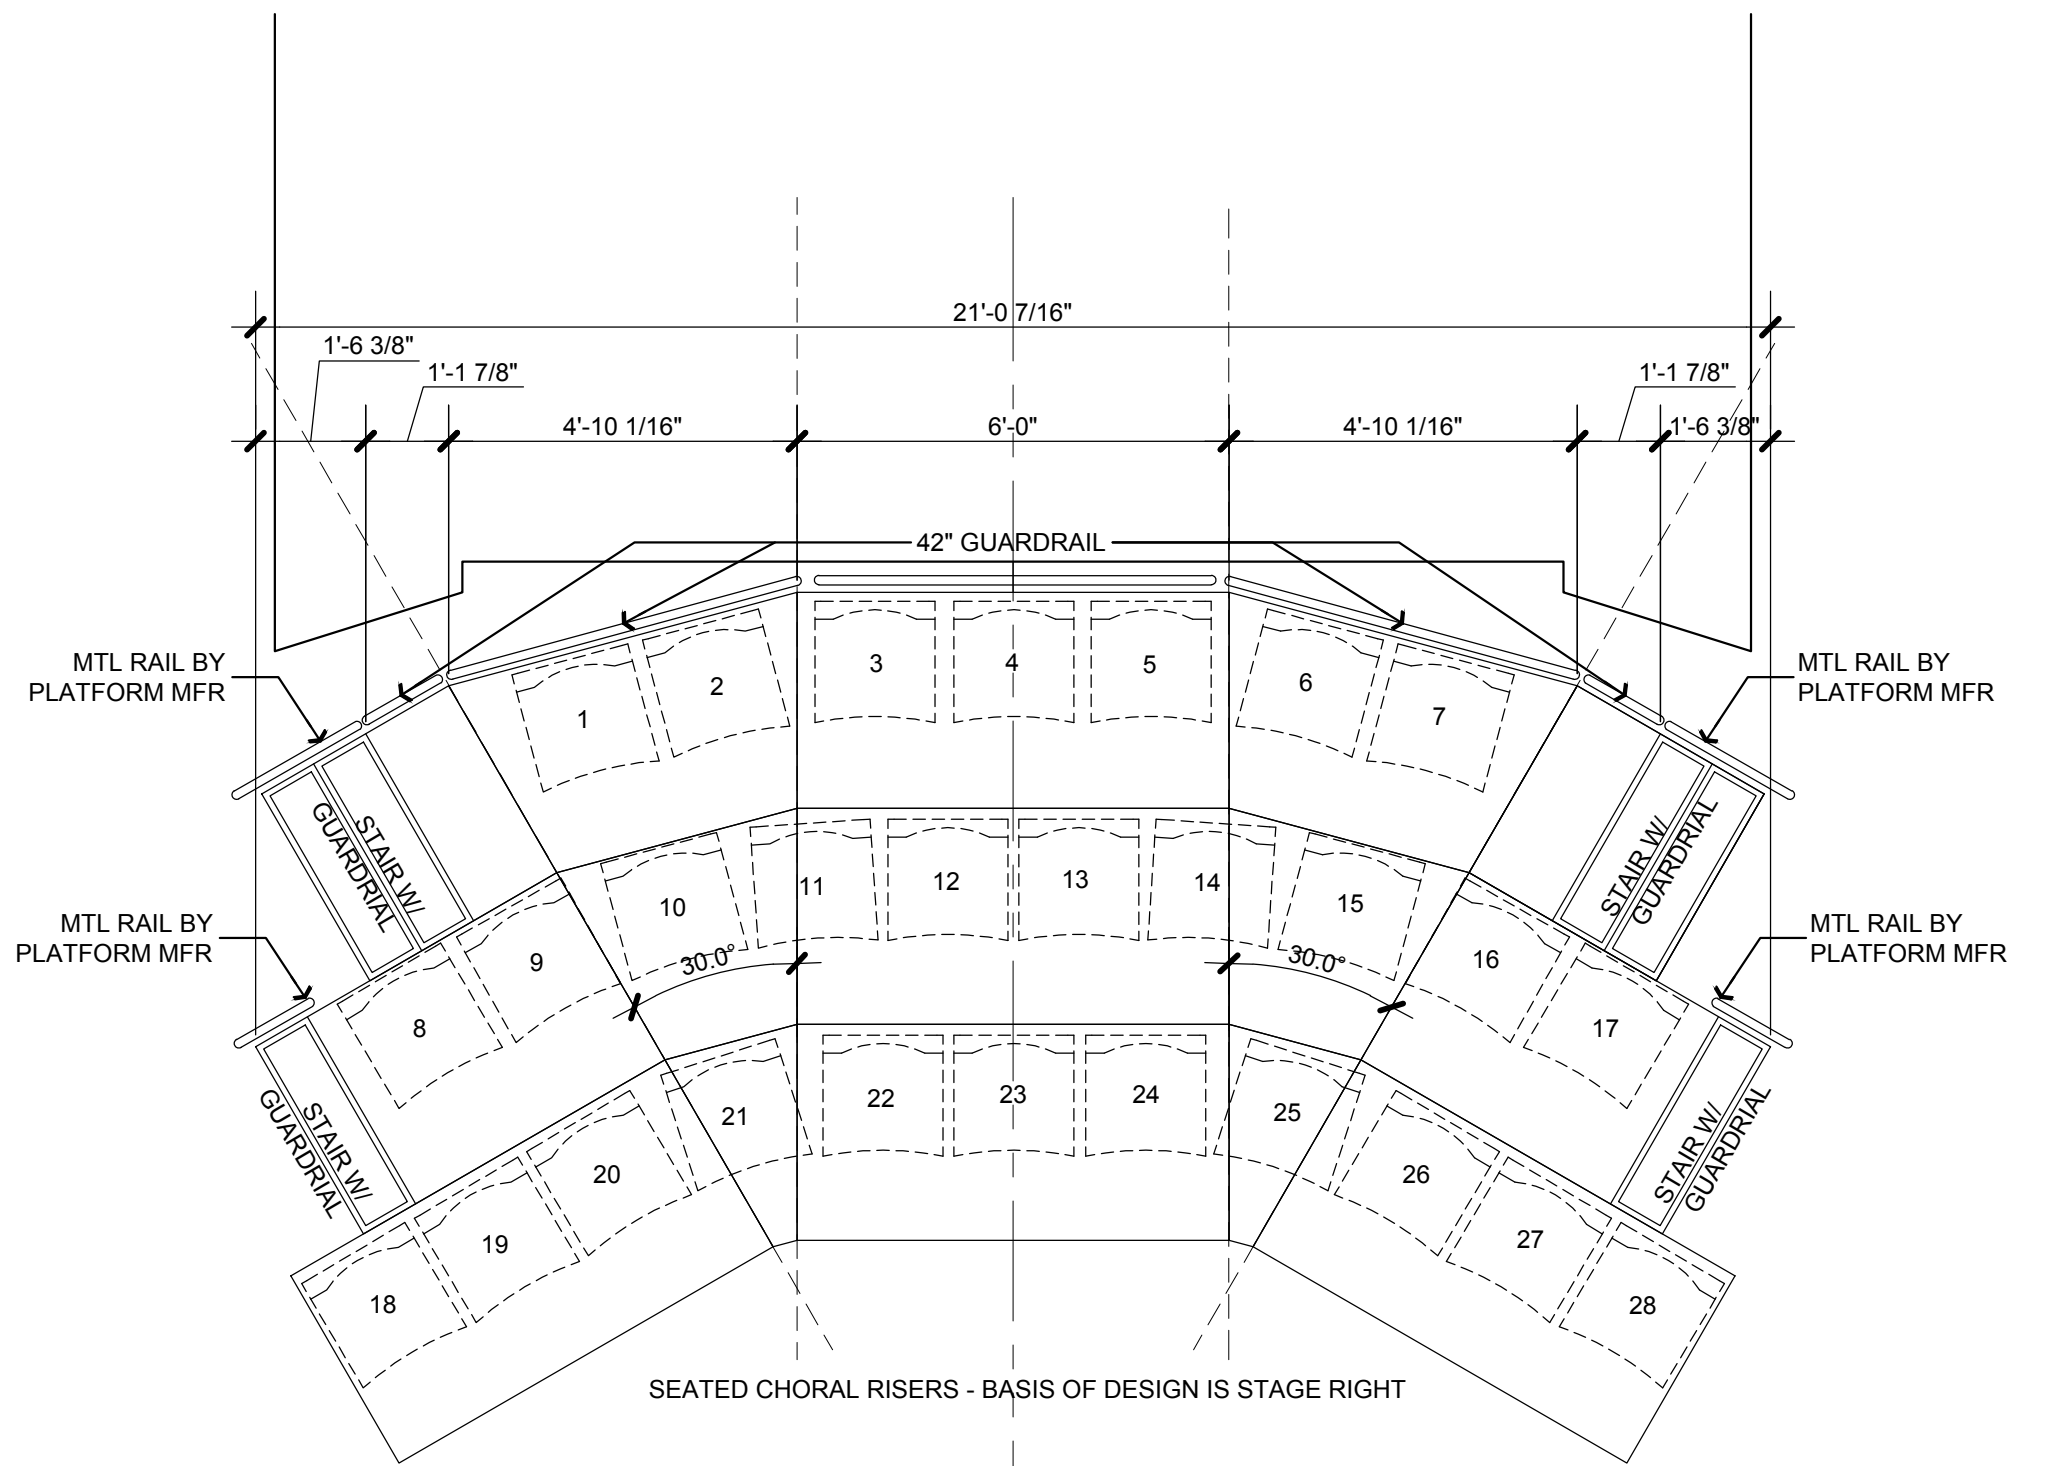 21'-0 7/16"
1'-6 3/8"
1'-1 7/8"
1'-1 7/8"
4'-10 1/16"
6'-0"
4'-10 1/16"
1'-6 3/8"
42" GUARDRAIL
MTL RAIL BY
PLATFORM MFR
MTL RAIL BY
PLATFORM MFR
1
2
3
4
5
6
7
STAIR W/
GUARDRIAL
STAIR W/
GUARDRIAL
MTL RAIL BY
PLATFORM MFR
MTL RAIL BY
PLATFORM MFR
8
9
10
11
12
13
14
15
16
17
30.0°
30.0°
STAIR W/
GUARDRIAL
STAIR W/
GUARDRIAL
18
19
20
21
22
23
24
25
26
27
28
SEATED CHORAL RISERS - BASIS OF DESIGN IS STAGE RIGHT